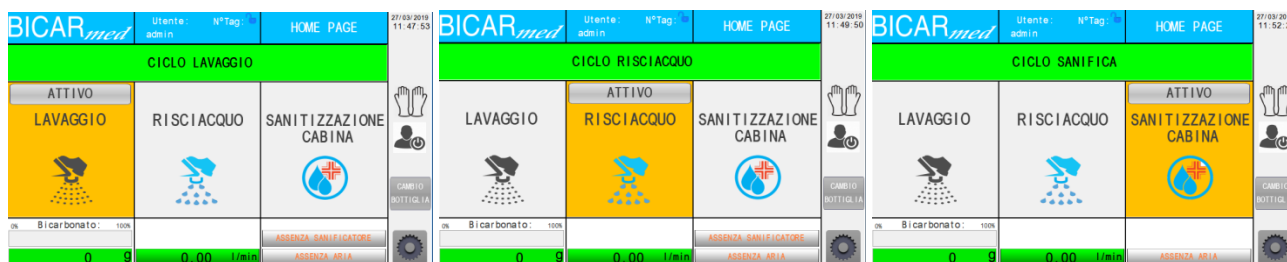 BICARmed
Utente: N°Tag:
admin
HOME PAGE
27/03/2019
11:47:53
CICLO LAVAGGIO
ATTIVO
LAVAGGIO
RISCIACQUO
SANITIZZAZIONE
CABINA
CAMBIO
BOTTIGLIA
0% Bicarbonato: 100%
ASSENZA SANIFICATORE
0 g
0.00 l/min
ASSENZA ARIA
BICARmed
Utente: N°Tag:
admin
HOME PAGE
27/03/2019
11:49:50
CICLO RISCIACQUO
LAVAGGIO
ATTIVO
RISCIACQUO
SANITIZZAZIONE
CABINA
CAMBIO
BOTTIGLIA
0% Bicarbonato: 100%
ASSENZA SANIFICATORE
0 g
0.00 l/min
ASSENZA ARIA
BICARmed
Utente: N°Tag:
admin
HOME PAGE
27/03/20
11:52:
CICLO SANIFICA
LAVAGGIO
RISCIACQUO
ATTIVO
SANITIZZAZIONE
CABINA
CAMBIO
BOTTIGL
0% Bicarbonato: 100%
0 g
0.00 l/min
ASSENZA ARIA